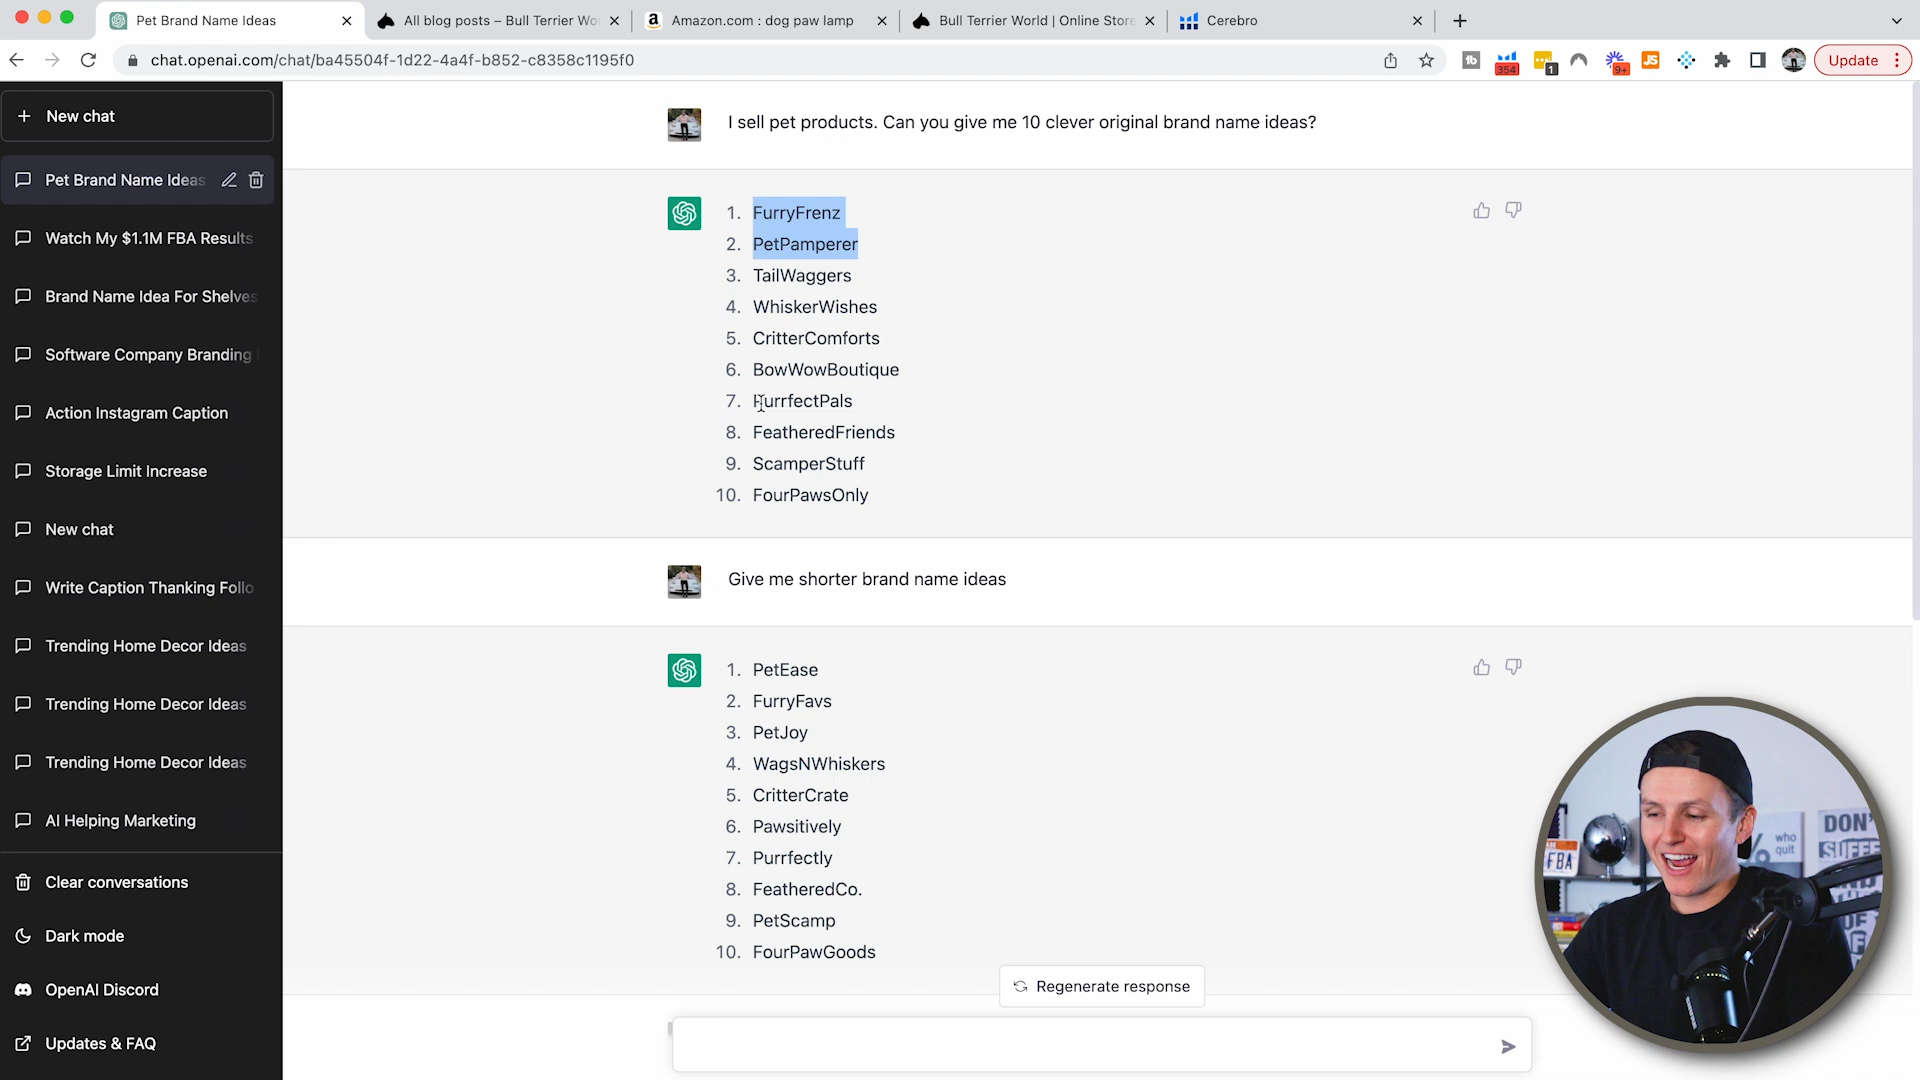 Pet Brand Name Ideas
All blog posts – Bull Terrier Wo
Amazon.com : dog paw lamp
Bull Terrier World | Online Store
Cerebro
chat.openai.com/chat/ba45504f-1d22-4a4f-b852-c8358c1195f0
354
1
9+
JS
Update
New chat
Pet Brand Name Ideas
Watch My $1.1M FBA Results
Brand Name Idea For Shelves
Software Company Branding
Action Instagram Caption
Storage Limit Increase
New chat
Write Caption Thanking Follo
Trending Home Decor Ideas
Trending Home Decor Ideas
Trending Home Decor Ideas
AI Helping Marketing
Clear conversations
Dark mode
OpenAI Discord
Updates & FAQ
I sell pet products. Can you give me 10 clever original brand name ideas?
1. FurryFrenz
2. PetPamperer
3. TailWaggers
4. WhiskerWishes
5. CritterComforts
6. BowWowBoutique
7. PurrfectPals
8. FeatheredFriends
9. ScamperStuff
10. FourPawsOnly
Give me shorter brand name ideas
1. PetEase
2. FurryFavs
3. PetJoy
4. WagsNWhiskers
5. CritterCrate
6. Pawsitively
7. Purrfectly
8. FeatheredCo.
9. PetScamp
10. FourPawGoods
Regenerate response
FBA
who
quit
DON'
SUFFE